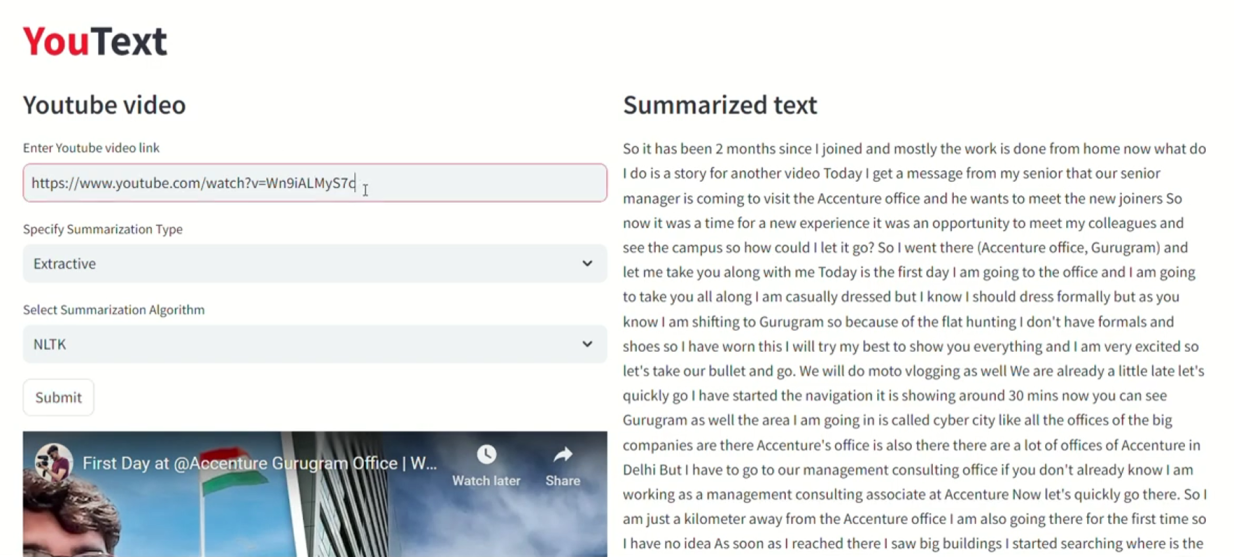 YouText
Youtube video
Enter Youtube video link
https://www.youtube.com/watch?v=Wn9iALMyS7c
Specify Summarization Type
Extractive
Select Summarization Algorithm
NLTK
Submit
First Day at @Accenture Gurugram Office | W...
Watch later
Share
Summarized text
So it has been 2 months since I joined and mostly the work is done from home now what do
I do is a story for another video Today I get a message from my senior that our senior
manager is coming to visit the Accenture office and he wants to meet the new joiners So
now it was a time for a new experience it was an opportunity to meet my colleagues and
see the campus so how could I let it go? So I went there (Accenture office, Gurugram) and
let me take you along with me Today is the first day I am going to the office and I am going
to take you all along I am casually dressed but I know I should dress formally but as you
know I am shifting to Gurugram so because of the flat hunting I don't have formals and
shoes so I have worn this I will try my best to show you everything and I am very excited so
let's take our bullet and go. We will do moto vlogging as well We are already a little late let's
quickly go I have started the navigation it is showing around 30 mins now you can see
Gurugram as well the area I am going in is called cyber city like all the offices of the big
companies are there Accenture's office is also there there are a lot of offices of Accenture in
Delhi But I have to go to our management consulting office if you don't already know I am
working as a management consulting associate at Accenture Now let's quickly go there. So I
am just a kilometer away from the Accenture office I am also going there for the first time so
I have no idea As soon as I reached there I saw big buildings I started searching where is the